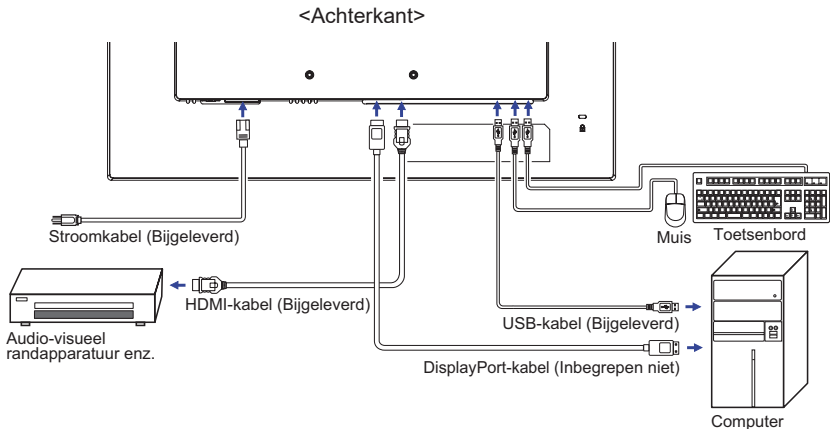 <Achterkant>
Stroomkabel (Bijgeleverd)
Muis
Toetsenbord
HDMI-kabel (Bijgeleverd)
USB-kabel (Bijgeleverd)
Audio-visueel
randapparatuur enz.
DisplayPort-kabel (Inbegrepen niet)
Computer